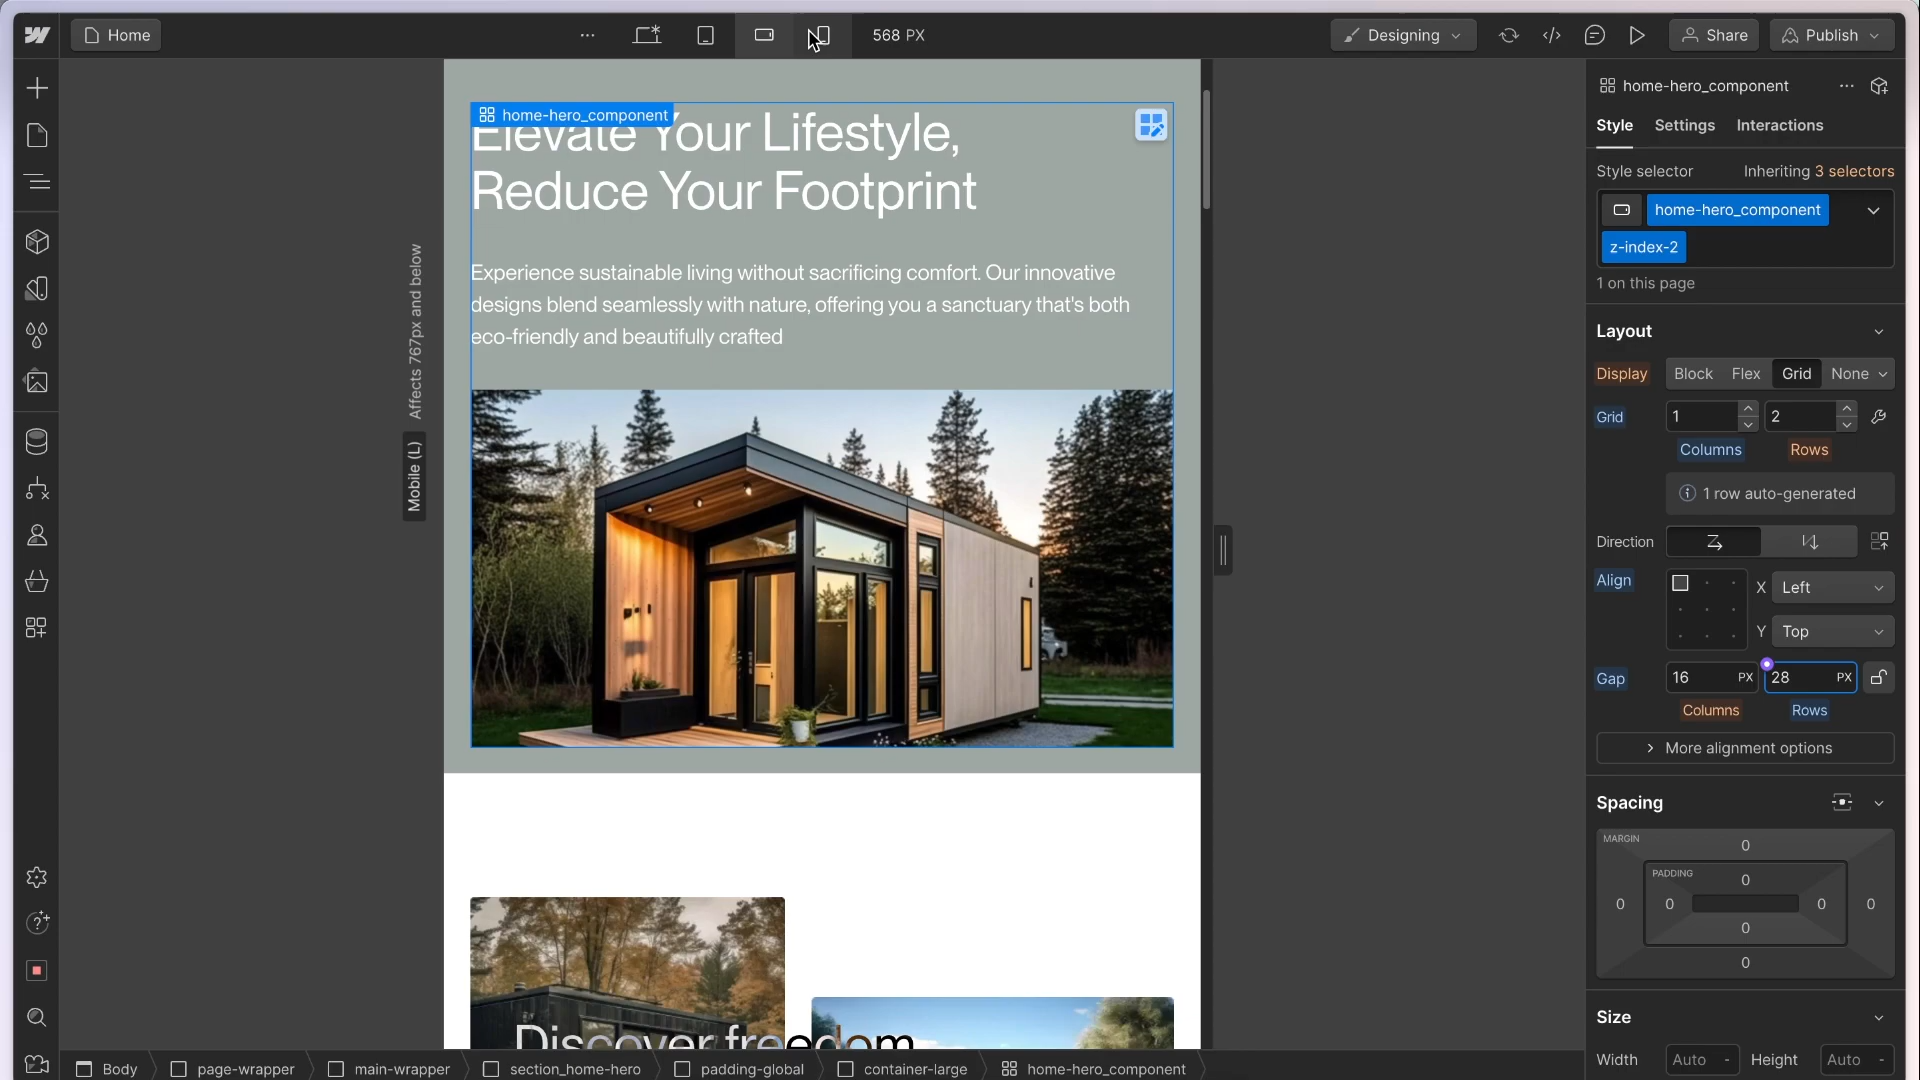 Home
568 PX
Designing
Share
Publish
home-hero_component
Elevate Your Lifestyle,
Reduce Your Footprint
Experience sustainable living without sacrificing comfort. Our innovative
designs blend seamlessly with nature, offering you a sanctuary that's both
eco-friendly and beautifully crafted
Affects 767px and below
Mobile (L)
Discover freedom
home-hero_component
Style
Settings
Interactions
Style selector
Inheriting 3 selectors
home-hero_component
z-index-2
1 on this page
Layout
Display
Block
Flex
Grid
None
Grid
1
2
Columns
Rows
1 row auto-generated
Direction
Align
X
Left
Y
Top
Gap
16
PX
28
PX
Columns
Rows
More alignment options
Spacing
MARGIN
0
PADDING
0
0
0
0
0
0
0
Size
Width
Auto
-
Height
Auto
-
Body
page-wrapper
main-wrapper
section_home-hero
padding-global
container-large
home-hero_component